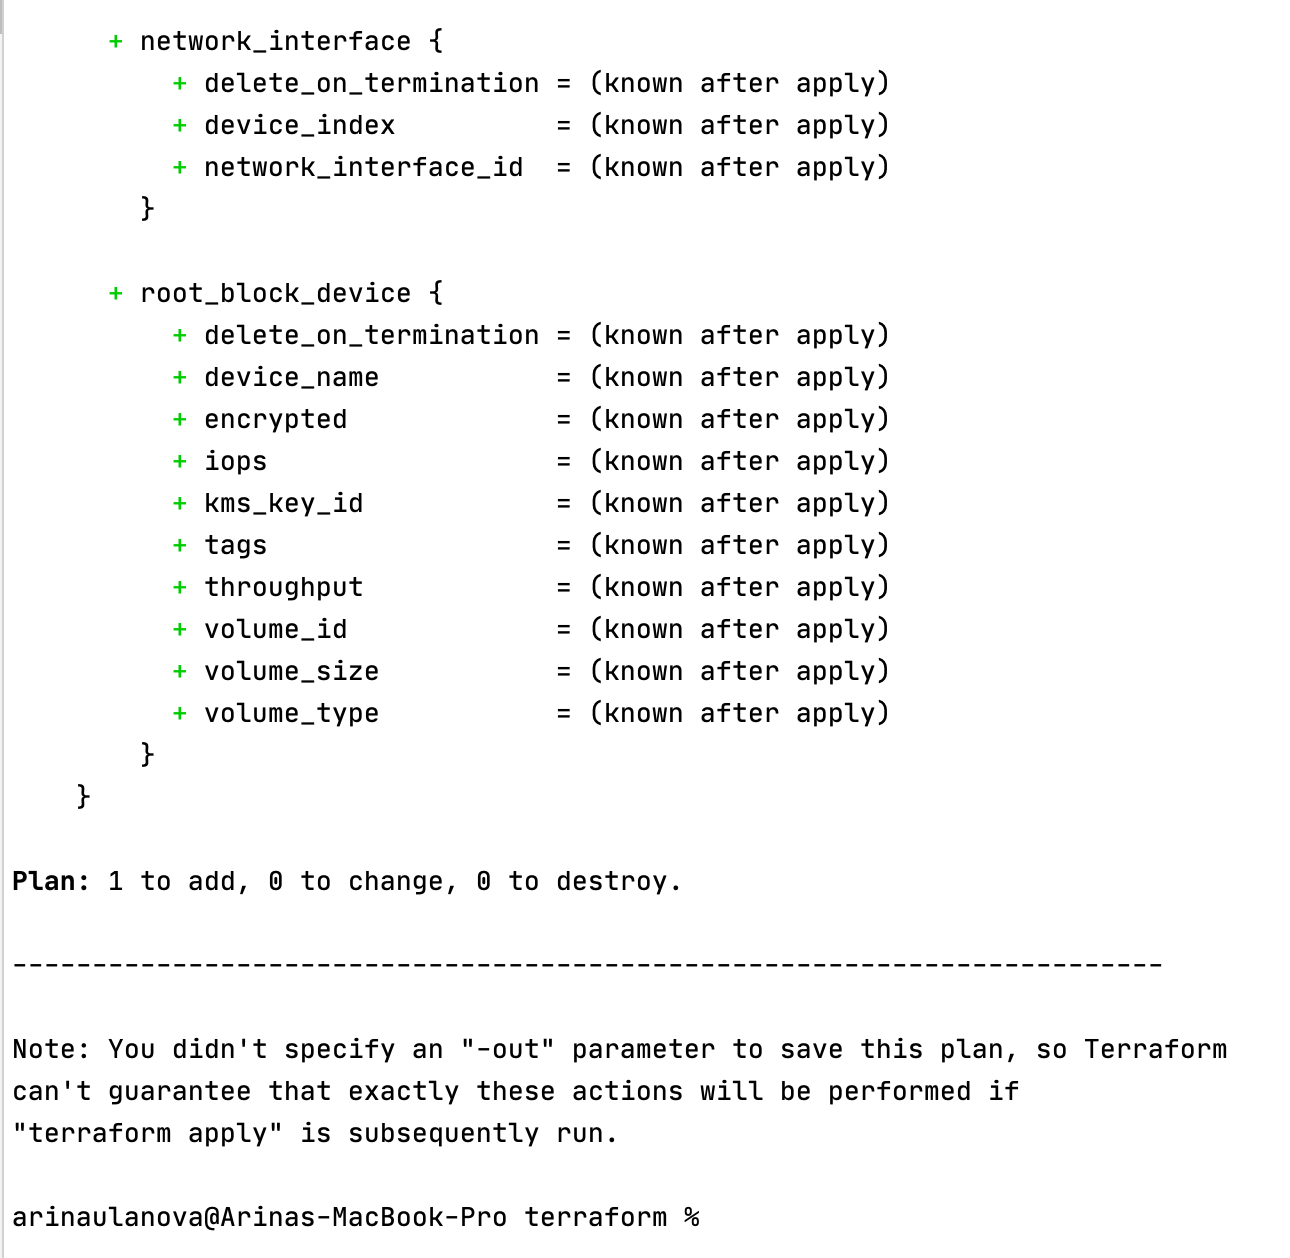 + network_interface {
+ delete_on_termination = (known after apply)
+ device_index          = (known after apply)
+ network_interface_id  = (known after apply)
}
+ root_block_device {
+ delete_on_termination = (known after apply)
+ device_name           = (known after apply)
+ encrypted             = (known after apply)
+ iops                  = (known after apply)
+ kms_key_id            = (known after apply)
+ tags                  = (known after apply)
+ throughput            = (known after apply)
+ volume_id             = (known after apply)
+ volume_size           = (known after apply)
+ volume_type           = (known after apply)
}
}
Plan: 1 to add, 0 to change, 0 to destroy.
------------------------------------------------------------------------
Note: You didn't specify an "-out" parameter to save this plan, so Terraform
can't guarantee that exactly these actions will be performed if
"terraform apply" is subsequently run.
arinaulanova@Arinas-MacBook-Pro terraform %